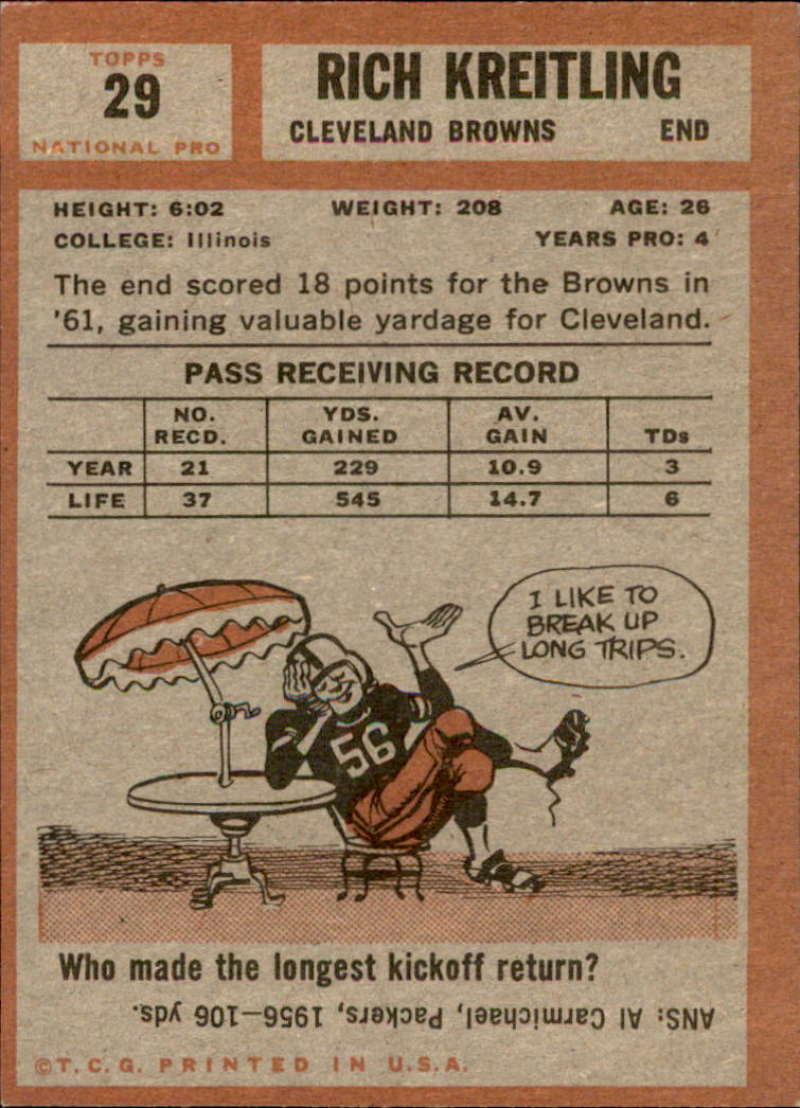 TOPPS
29
NATIONAL PRO
RICH KREITLING
CLEVELAND BROWNS END
HEIGHT: 6:02 WEIGHT: 208 AGE: 26
COLLEGE: Illinois YEARS PRO: 4
The end scored 18 points for the Browns in
'61, gaining valuable yardage for Cleveland.
PASS RECEIVING RECORD
NO. RECD. YDS. GAINED AV. GAIN TDs
YEAR 21 229 10.9 3
LIFE 37 545 14.7 6
I LIKE TO
BREAK UP
LONG TRIPS.
56
Who made the longest kickoff return?
ANS: Al Carmichael, Packers, 1956—106 yds.
©T.C.G. PRINTED IN U.S.A.